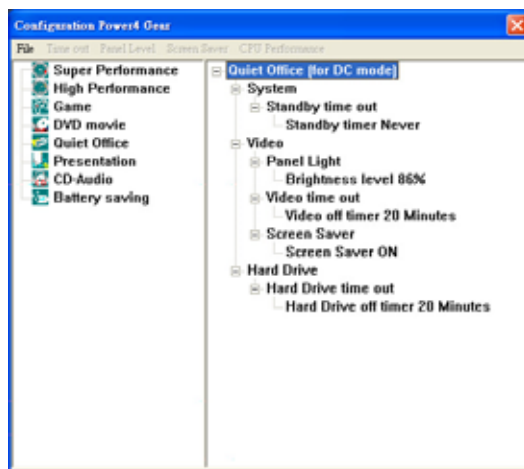 Configuration Power4 Gear
File Time out Panel Level Screen Saver CPU Performance
Super Performance
High Performance
Game
DVD movie
Quiet Office
Presentation
CD-Audio
Battery saving
Quiet Office (for DC mode)
System
Standby time out
Standby timer Never
Video
Panel Light
Brightness level 86%
Video time out
Video off timer 20 Minutes
Screen Saver
Screen Saver ON
Hard Drive
Hard Drive time out
Hard Drive off timer 20 Minutes